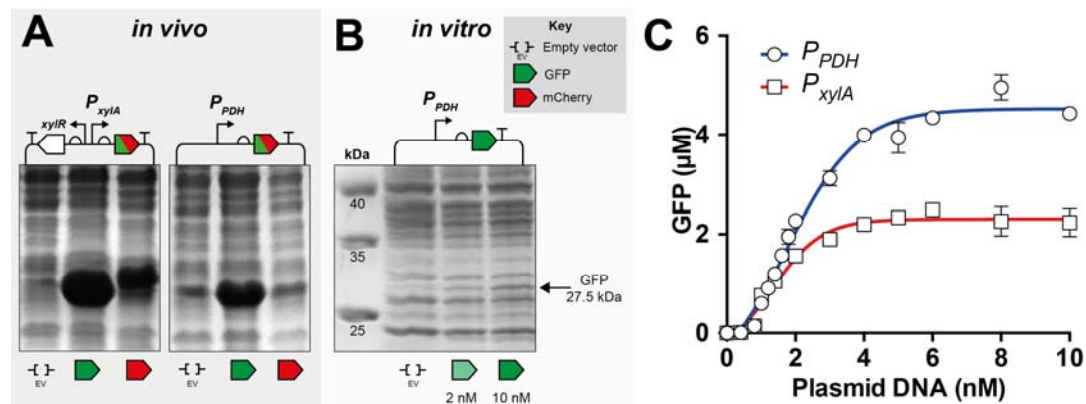 A
in vivo
xylR
PxylA
PPDH
EV
EV
B
in vitro
Key
EV
Empty vector
GFP
mCherry
PPDH
kDa
40
35
25
GFP
27.5 kDa
EV
2 nM
10 nM
C
PPDH
PxylA
GFP (µM)
6
4
2
0
0
2
4
6
8
10
Plasmid DNA (nM)